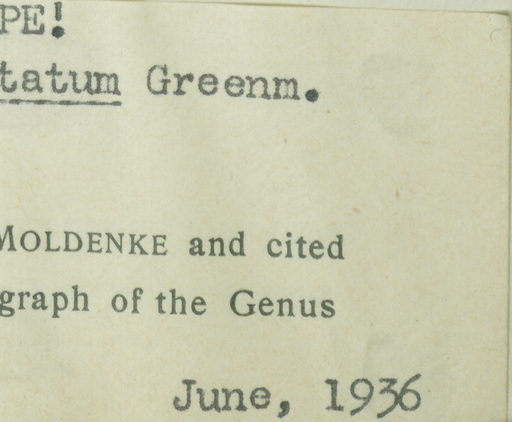 PE!
tatum Greenm.
MOLDENKE and cited
graph of the Genus
June, 1936